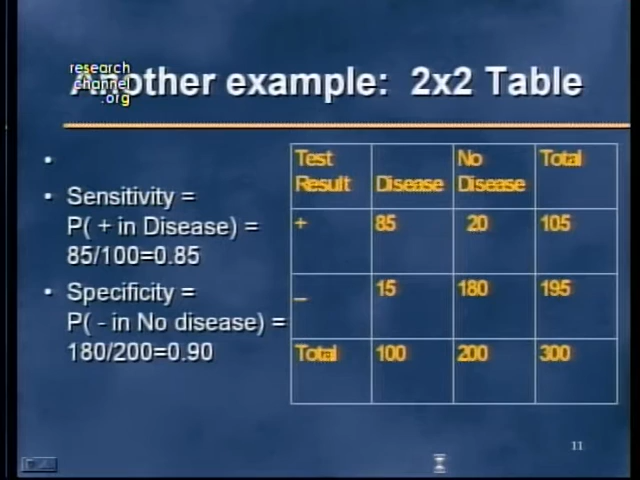 research
channel
.org
Another example: 2x2 Table
Sensitivity =
P( + in Disease) =
85/100=0.85
Specificity =
P( - in No disease) =
180/200=0.90
Test Result Disease No Disease Total
+ 85 20 105
– 15 180 195
Total 100 200 300
11